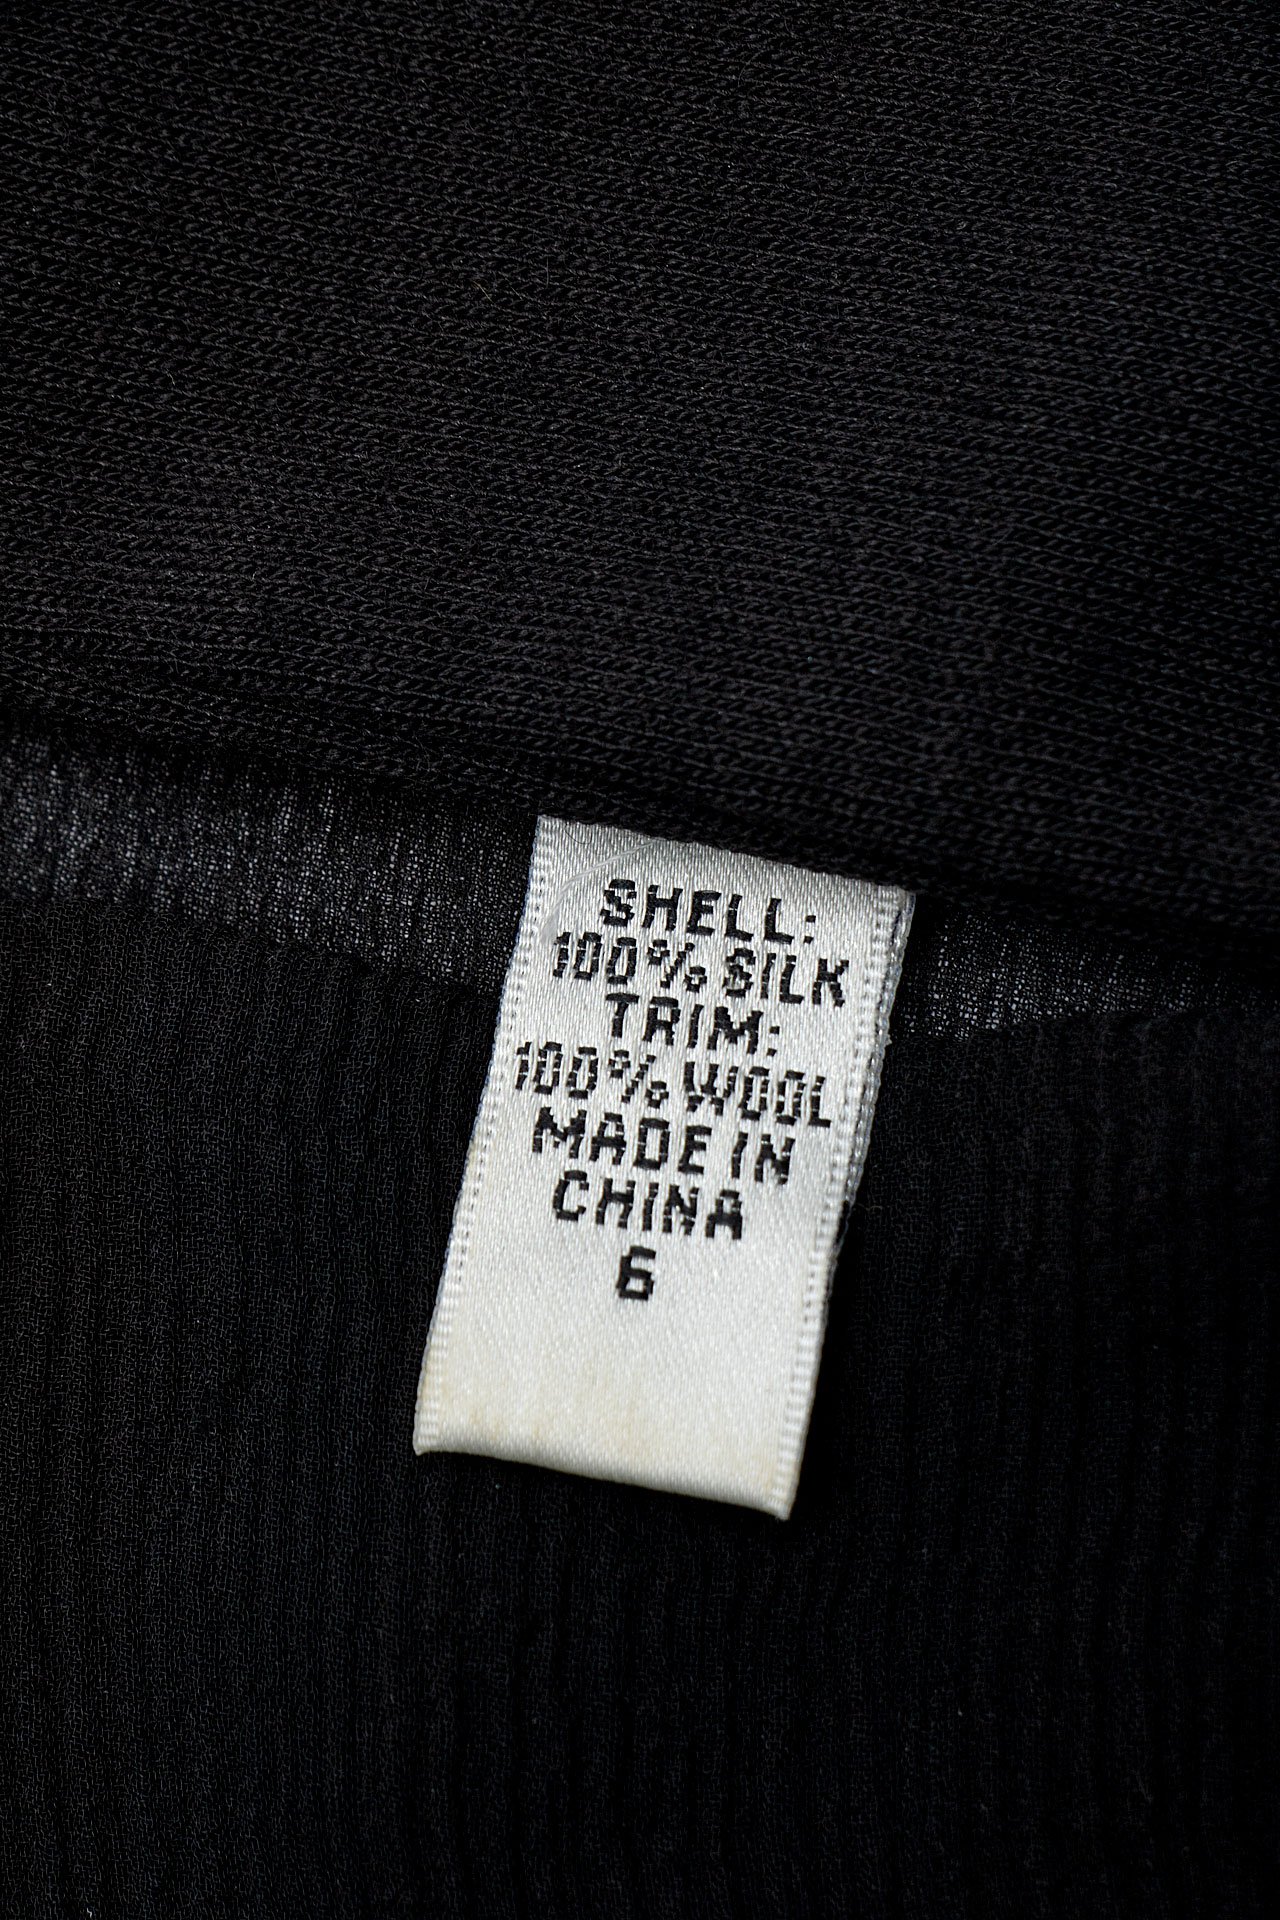 SHELL:
100% SILK
TRIM:
100% WOOL
MADE IN
CHINA
6